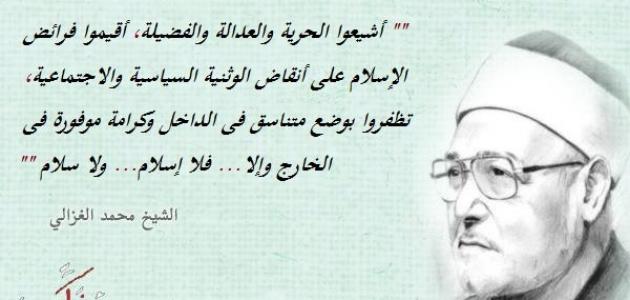 "" أشيعوا الحرية والعدالة والفضيلة، أقيموا فرائض
الإسلام على أنقاض الوثنية السياسية والاجتماعية،
تظفروا بوضع متناسق فى الداخل وكرامة موفورة فى
الخارج وإلا... فلا إسلام... ولا سلام ""
الشيخ محمد الغزالي